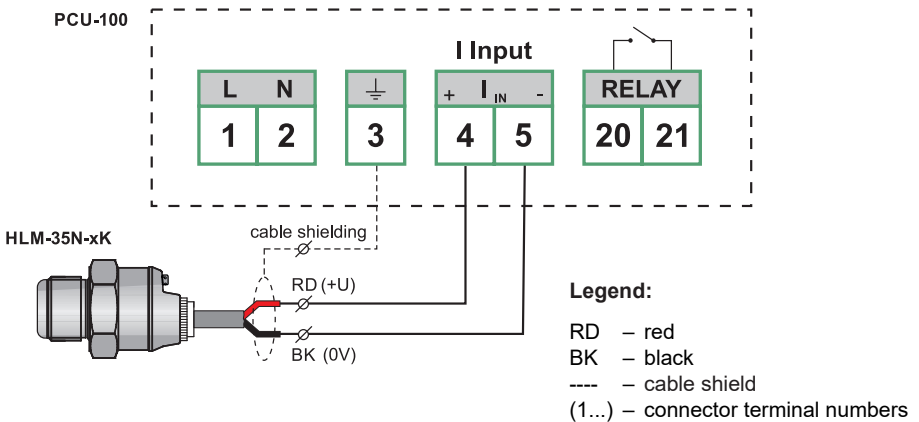 PCU-100
I Input
L N
+ I IN -
RELAY
1 2 3 4 5 20 21
HLM-35N-xK
cable shielding
RD (+U)
BK (0V)
Legend:
RD – red
BK – black
---- – cable shield
(1...) – connector terminal numbers